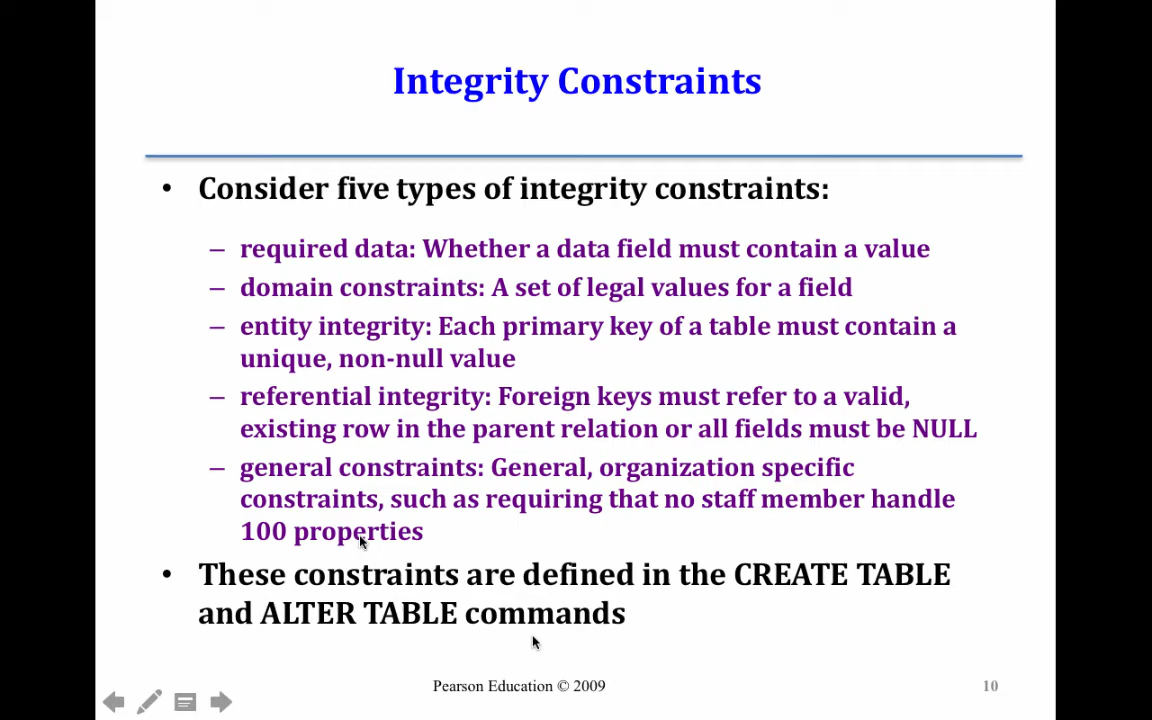 Integrity Constraints
• Consider five types of integrity constraints:
– required data: Whether a data field must contain a value
– domain constraints: A set of legal values for a field
– entity integrity: Each primary key of a table must contain a
unique, non-null value
– referential integrity: Foreign keys must refer to a valid,
existing row in the parent relation or all fields must be NULL
– general constraints: General, organization specific
constraints, such as requiring that no staff member handle
100 properties
• These constraints are defined in the CREATE TABLE
and ALTER TABLE commands
Pearson Education © 2009
10